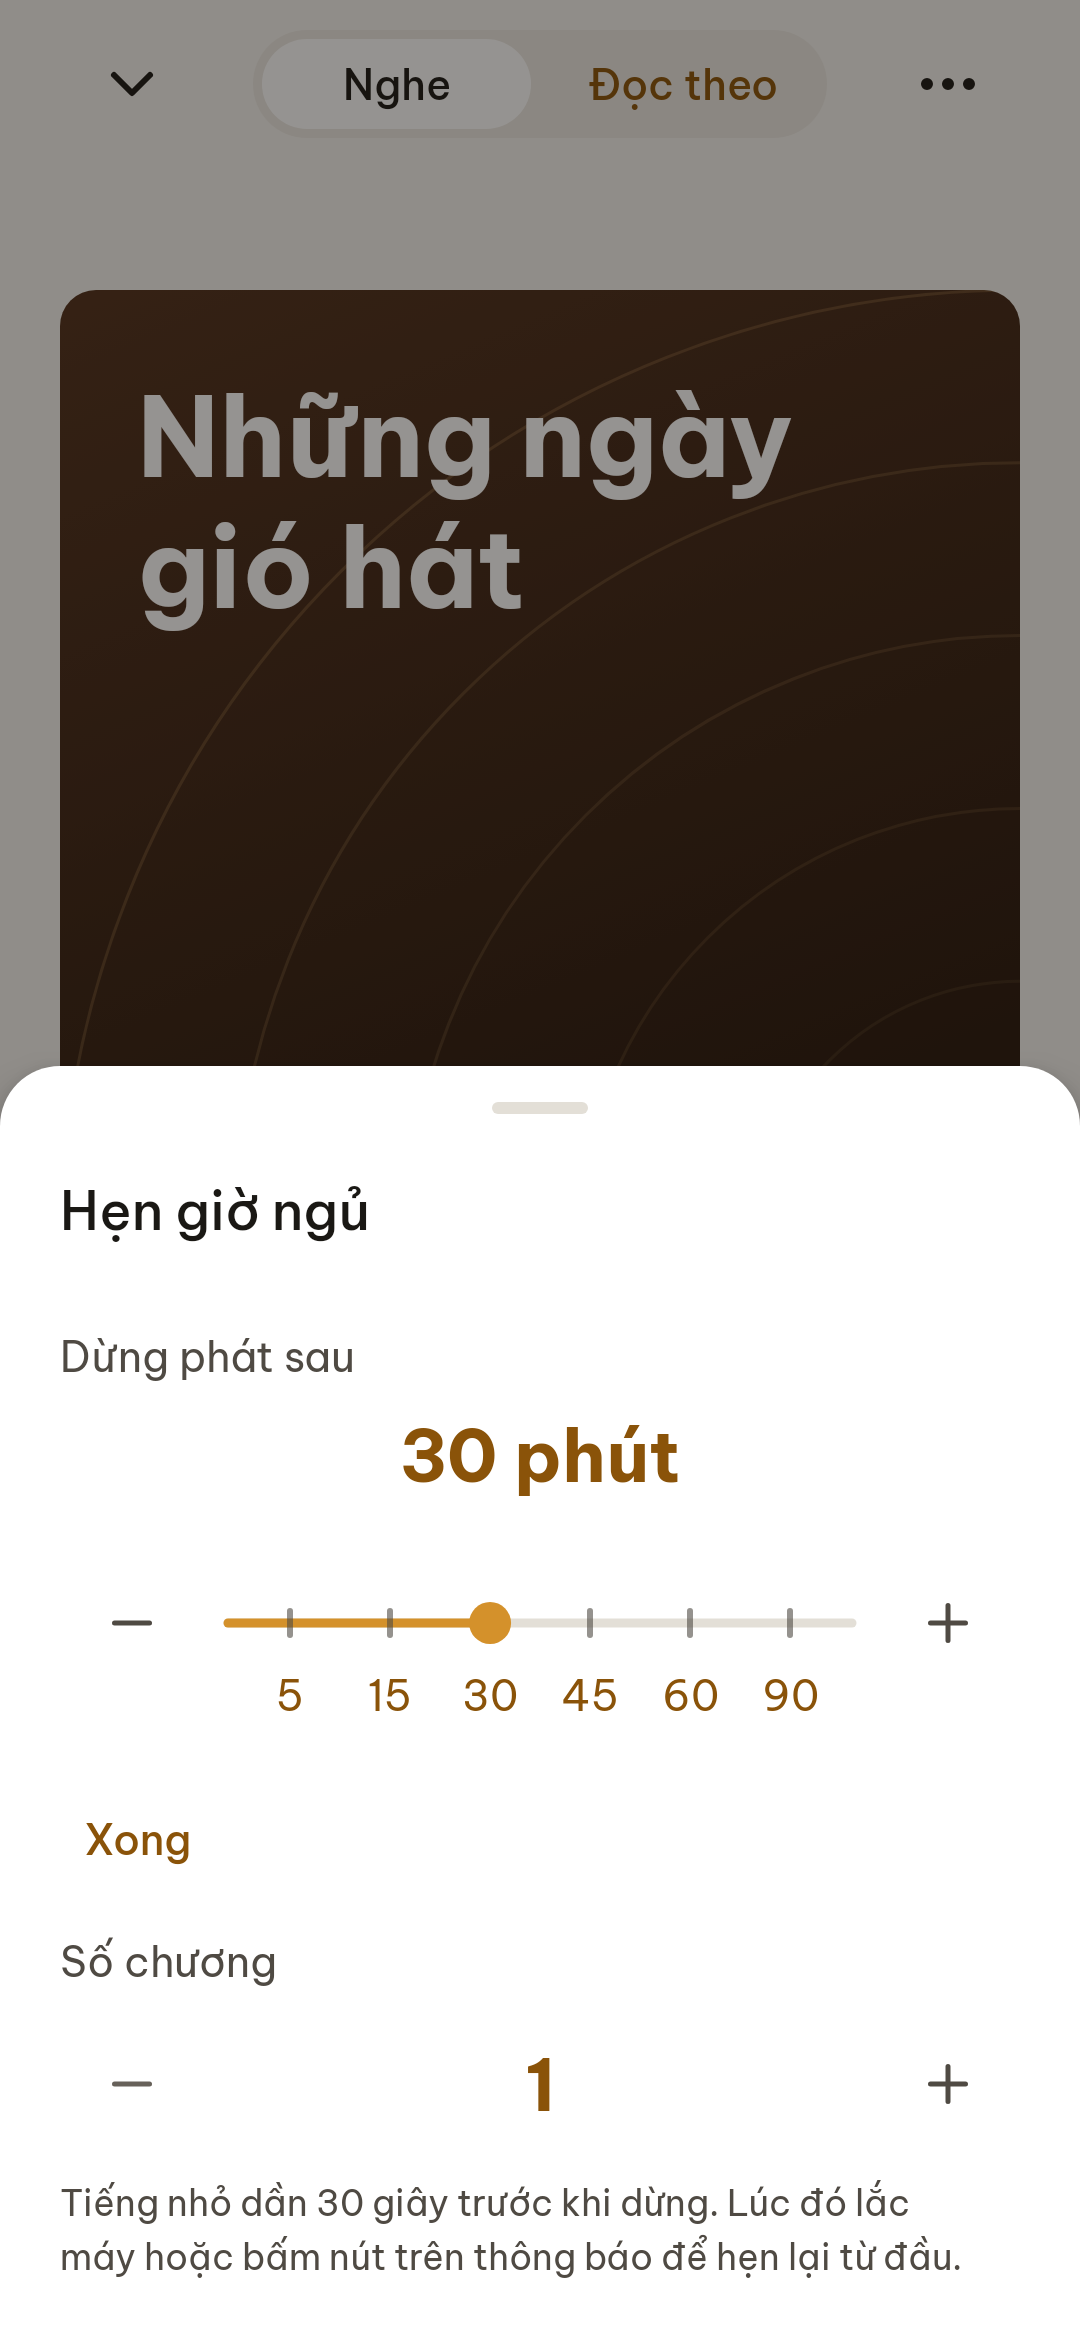 Nghe Đọc theo
Những ngày
gió hát
Hẹn giờ ngủ
Dừng phát sau
30 phút
5 15 30 45 60 90
Xong
Số chương
1
Tiếng nhỏ dần 30 giây trước khi dừng. Lúc đó lắc
máy hoặc bấm nút trên thông báo để hẹn lại từ đầu.